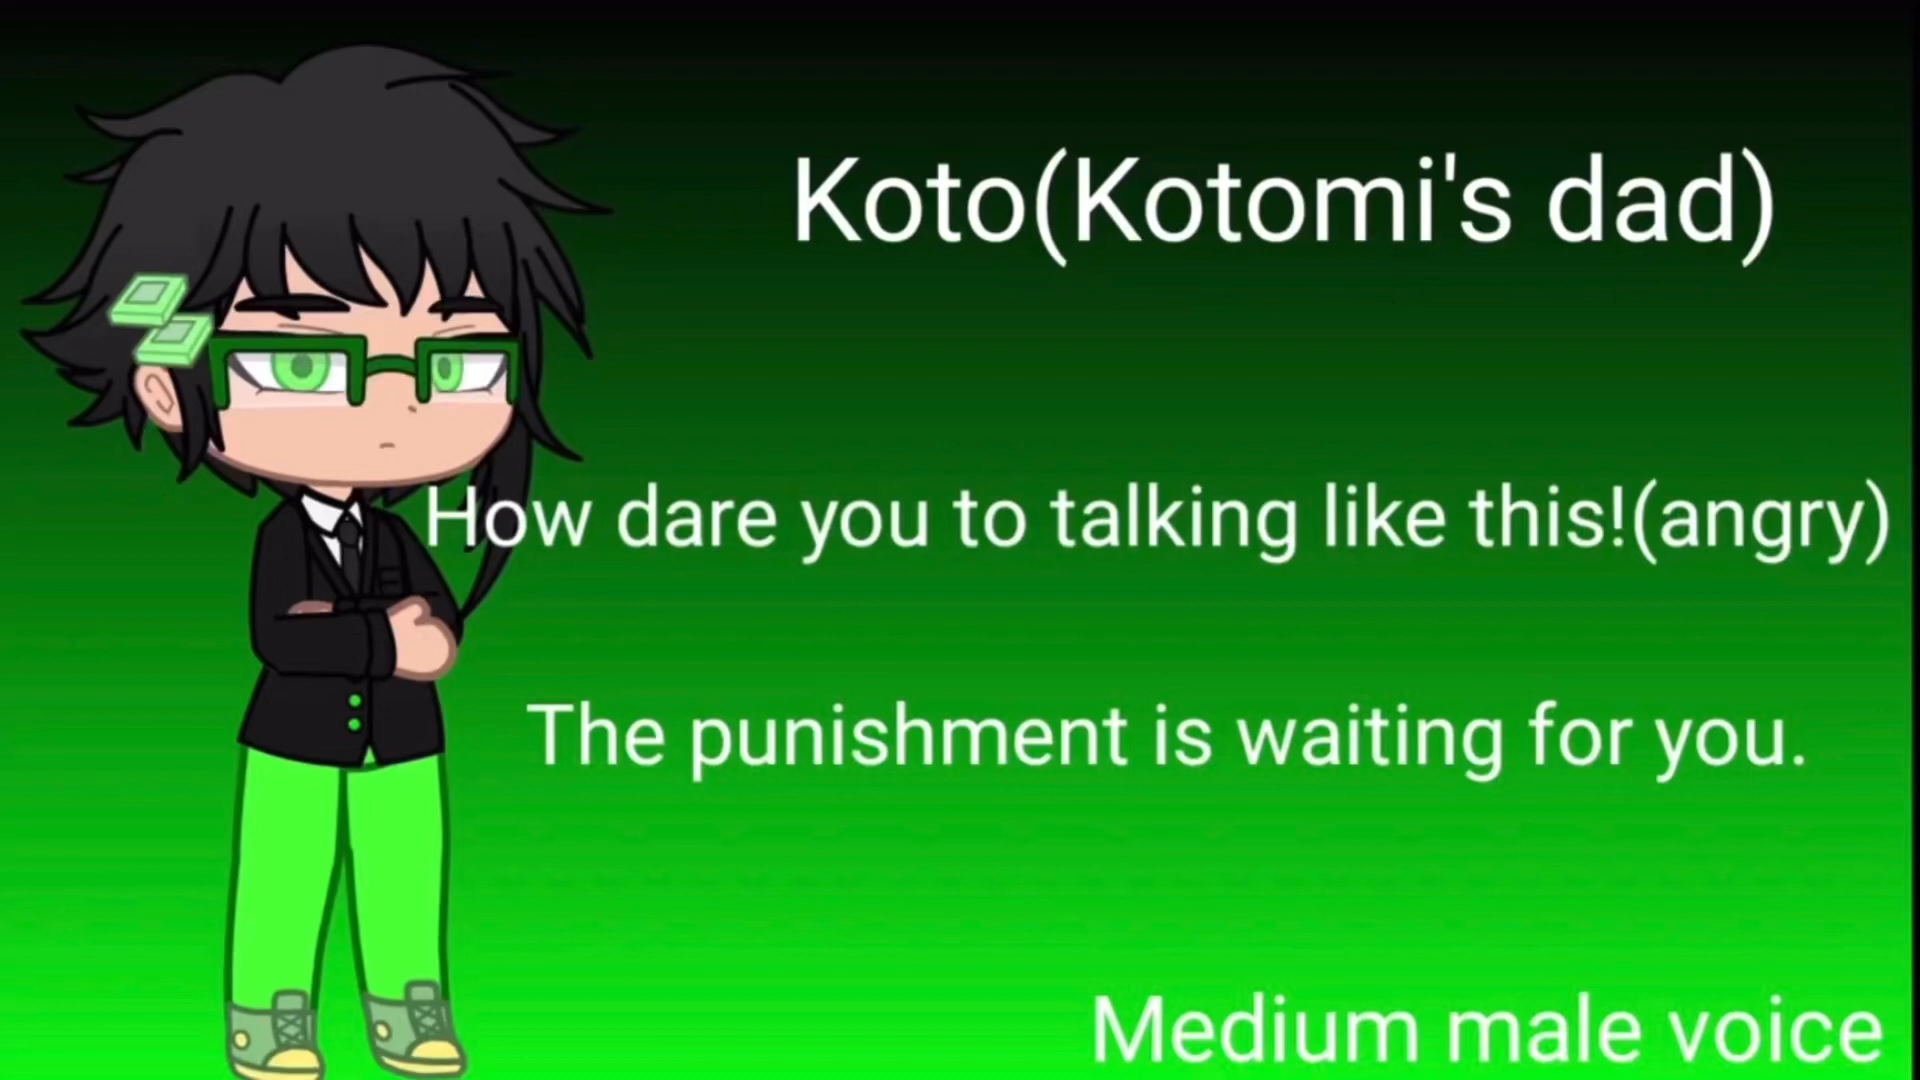 Koto(Kotomi's dad)
How dare you to talking like this!(angry)
The punishment is waiting for you.
Medium male voice